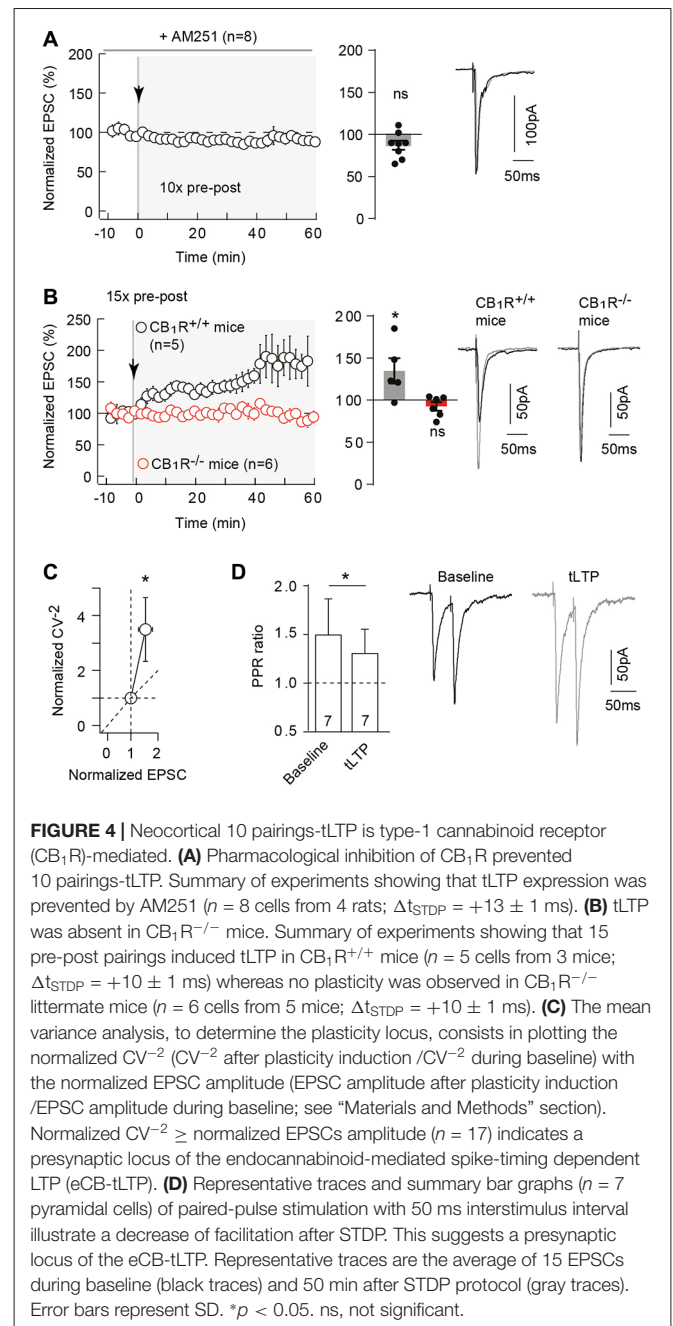 A
+ AM251 (n=8)
200
150
100
50
0
Normalized EPSC (%)
10x pre-post
-10 0 20 40 60
Time (min)
200
150
100
50
0
ns
100pA
50ms
B
15x pre-post
250
200
150
100
50
0
Normalized EPSC (%)
CB₁R⁺/⁺ mice
(n=5)
CB₁R⁻/⁻ mice (n=6)
-10 0 20 40 60
Time (min)
200
150
100
50
0
*
ns
CB₁R⁺/⁺
mice
50pA
50ms
CB₁R⁻/⁻
mice
50pA
50ms
C
*
4
2
0
Normalized CV-2
0 1 2
Normalized EPSC
D
2.0
1.5
1.0
0.5
PPR ratio
*
7 7
Baseline tLTP
Baseline
tLTP
50pA
50ms
FIGURE 4 | Neocortical 10 pairings-tLTP is type-1 cannabinoid receptor
(CB₁R)-mediated. (A) Pharmacological inhibition of CB₁R prevented
10 pairings-tLTP. Summary of experiments showing that tLTP expression was
prevented by AM251 (n = 8 cells from 4 rats; ΔtSTDP = +13 ± 1 ms). (B) tLTP
was absent in CB₁R⁻/⁻ mice. Summary of experiments showing that 15
pre-post pairings induced tLTP in CB₁R⁺/⁺ mice (n = 5 cells from 3 mice;
ΔtSTDP = +10 ± 1 ms) whereas no plasticity was observed in CB₁R⁻/⁻
littermate mice (n = 6 cells from 5 mice; ΔtSTDP = +10 ± 1 ms). (C) The mean
variance analysis, to determine the plasticity locus, consists in plotting the
normalized CV⁻² (CV⁻² after plasticity induction /CV⁻² during baseline) with
the normalized EPSC amplitude (EPSC amplitude after plasticity induction
/EPSC amplitude during baseline; see “Materials and Methods” section).
Normalized CV⁻² ≥ normalized EPSCs amplitude (n = 17) indicates a
presynaptic locus of the endocannabinoid-mediated spike-timing dependent
LTP (eCB-tLTP). (D) Representative traces and summary bar graphs (n = 7
pyramidal cells) of paired-pulse stimulation with 50 ms interstimulus interval
illustrate a decrease of facilitation after STDP. This suggests a presynaptic
locus of the eCB-tLTP. Representative traces are the average of 15 EPSCs
during baseline (black traces) and 50 min after STDP protocol (gray traces).
Error bars represent SD. *p < 0.05. ns, not significant.